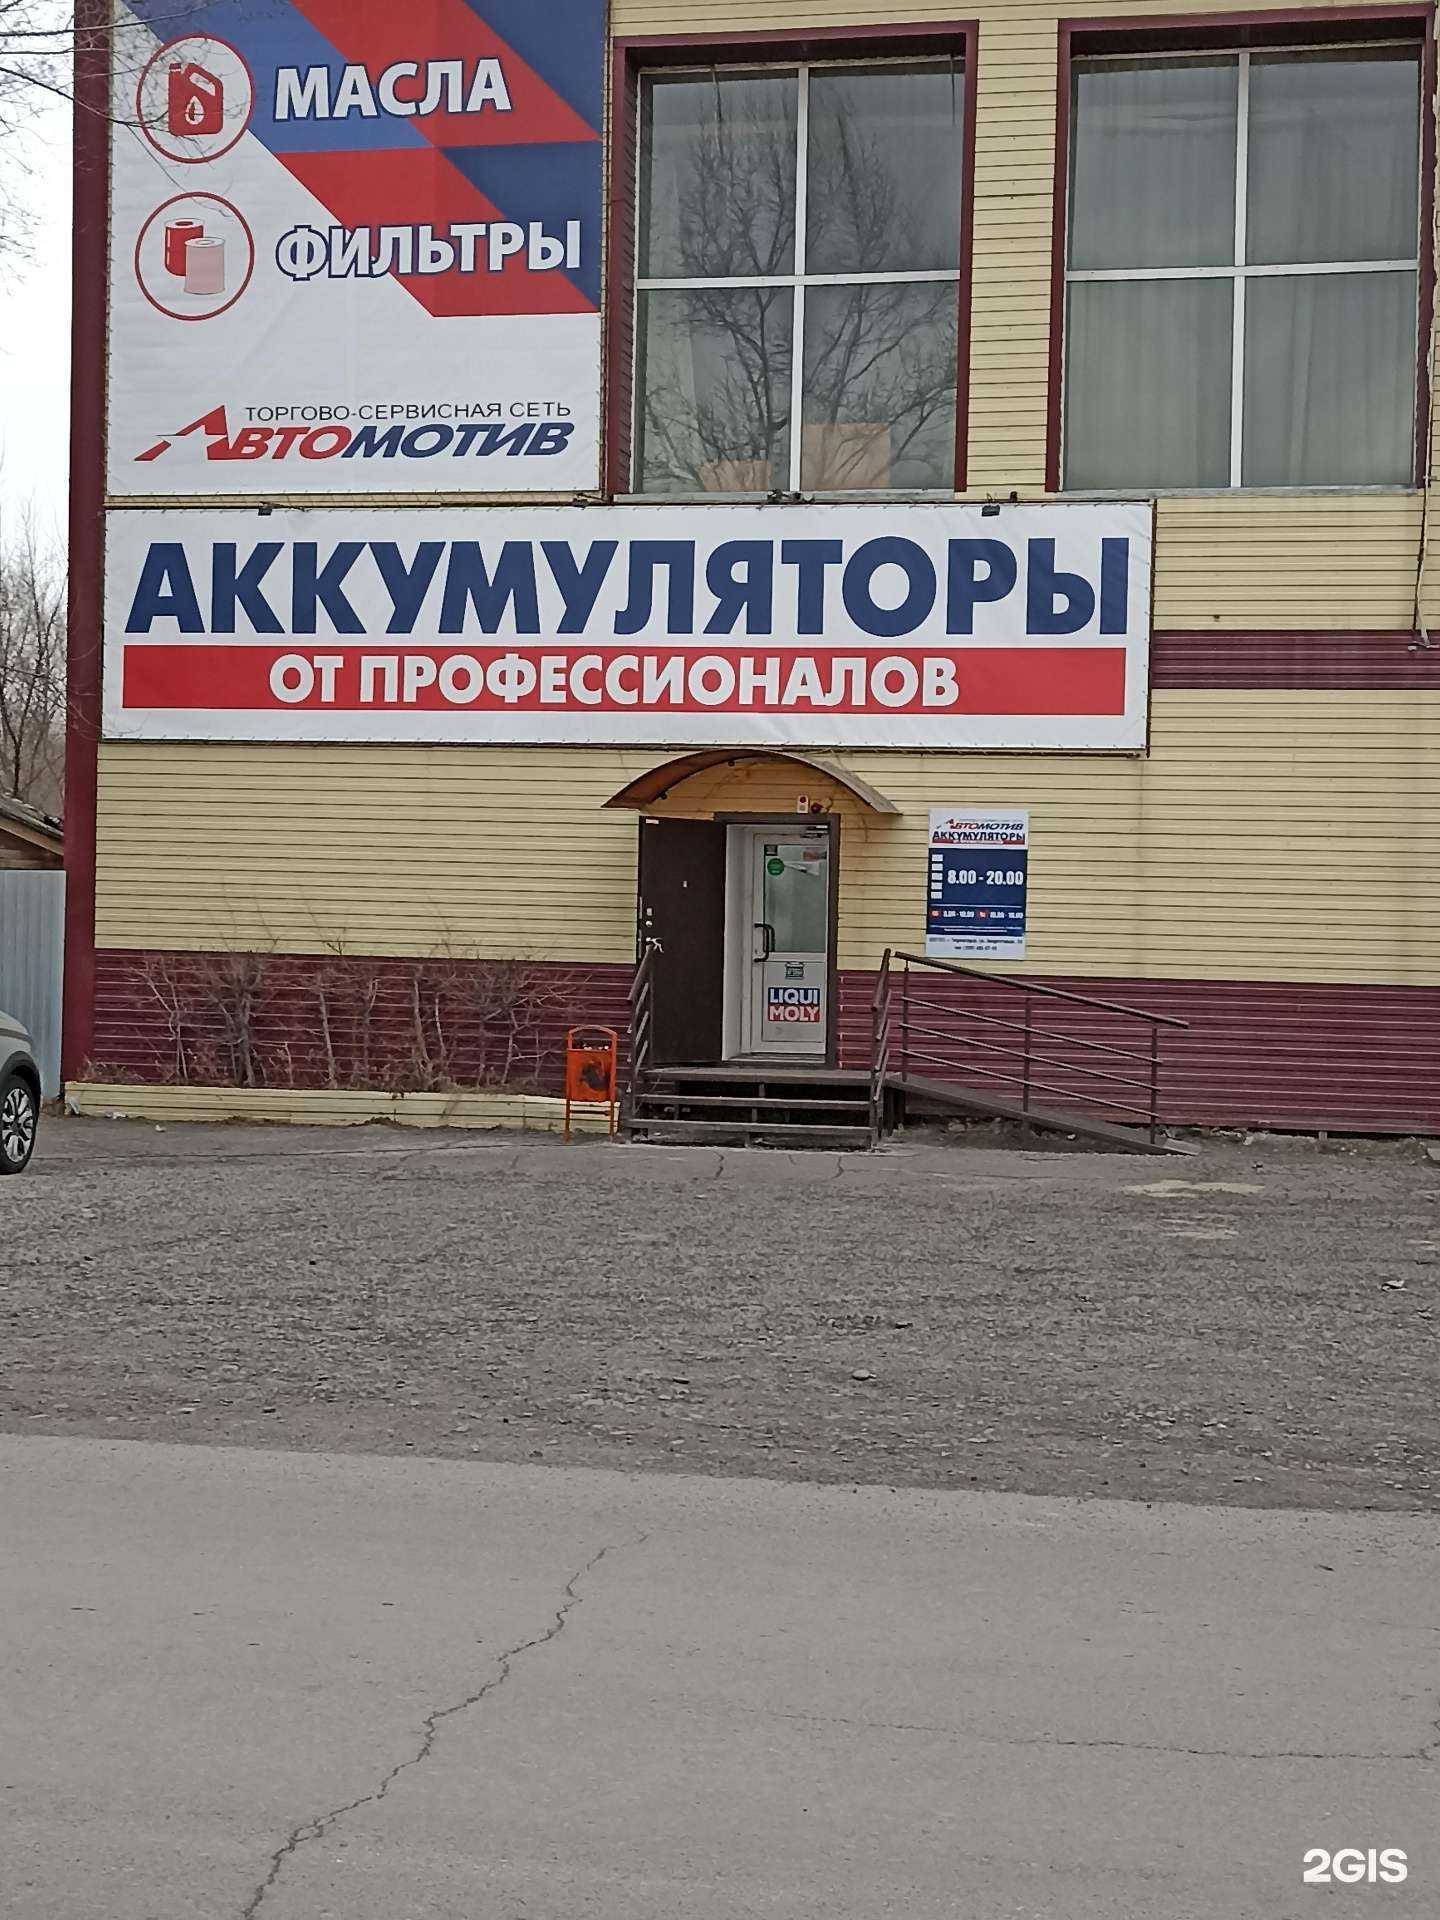 МАСЛА
ФИЛЬТРЫ
ТОРГОВО-СЕРВИСНАЯ СЕТЬ
АВТОМОТИВ
АККУМУЛЯТОРЫ
ОТ ПРОФЕССИОНАЛОВ
АВТОМОТИВ
АККУМУЛЯТОРЫ
8.00 - 20.00
LIQUI
MOLY
2GIS